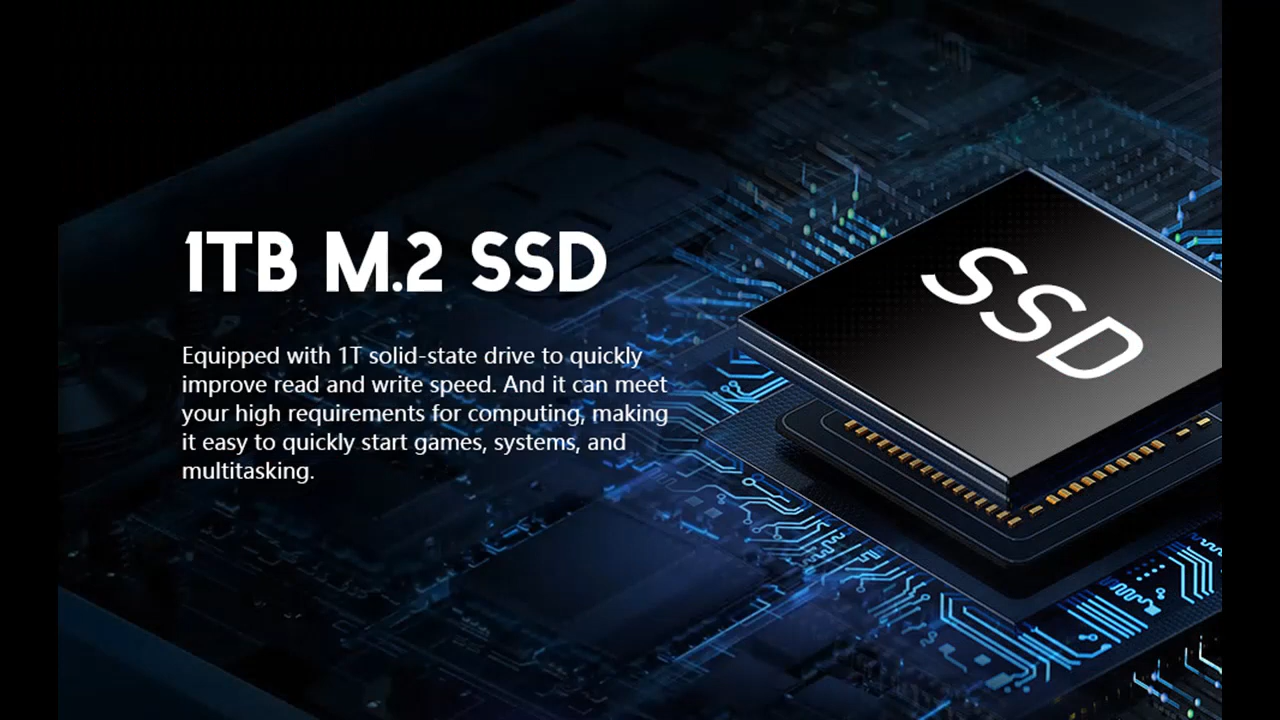 1TB M.2 SSD
Equipped with 1T solid-state drive to quickly
improve read and write speed. And it can meet
your high requirements for computing, making
it easy to quickly start games, systems, and
multitasking.
SSD